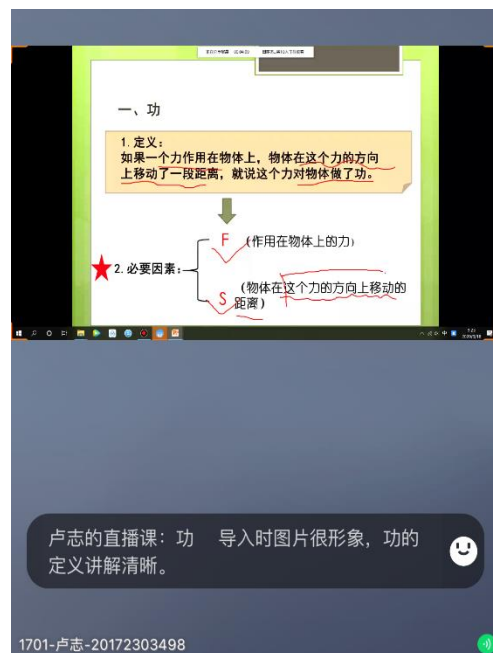 一、功
1.定义：
如果一个力作用在物体上，物体在这个力的方向
上移动了一段距离，就说这个力对物体做了功。
F （作用在物体上的力）
2.必要因素：
S （物体在这个力的方向上移动的
距离）
卢志的直播课：功 导入时图片很形象，功的
定义讲解清晰。
1701-卢志-20172303498